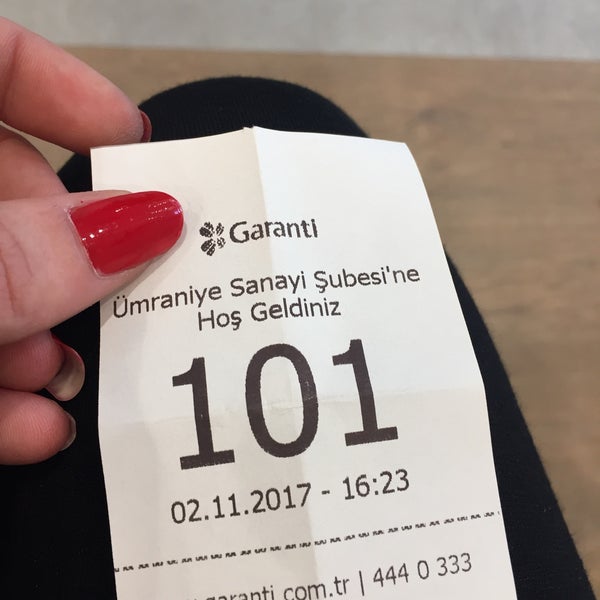 Garanti
Ümraniye Sanayi Şubesi'ne
Hoş Geldiniz
101
02.11.2017 - 16:23
garanti.com.tr | 444 0 333